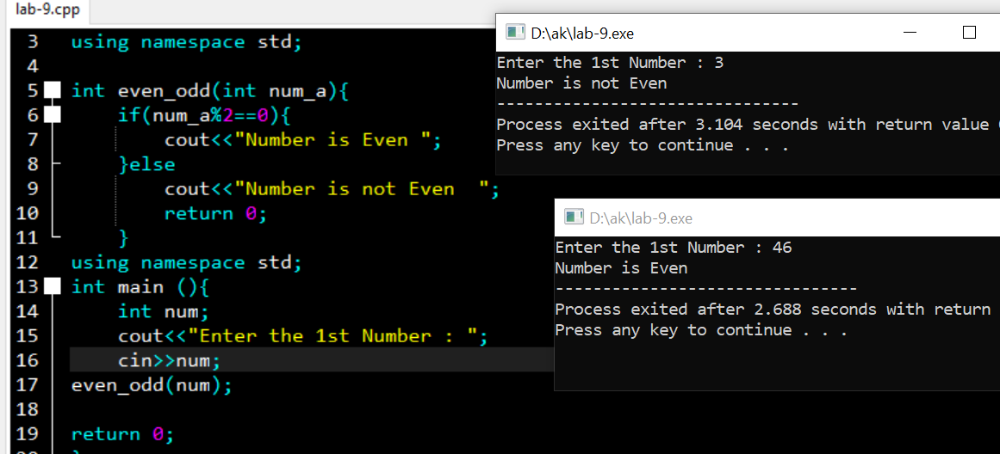 lab-9.cpp
3 using namespace std;
4
5 int even_odd(int num_a){
6 if(num_a%2==0){
7 cout<<"Number is Even ";
8 }else
9 cout<<"Number is not Even  ";
10 return 0;
11 }
12 using namespace std;
13 int main (){
14 int num;
15 cout<<"Enter the 1st Number : ";
16 cin>>num;
17 even_odd(num);
18
19 return 0;
D:\ak\lab-9.exe
Enter the 1st Number : 3
Number is not Even
--------------------------------
Process exited after 3.104 seconds with return value
Press any key to continue . . .
D:\ak\lab-9.exe
Enter the 1st Number : 46
Number is Even
--------------------------------
Process exited after 2.688 seconds with return
Press any key to continue . . .